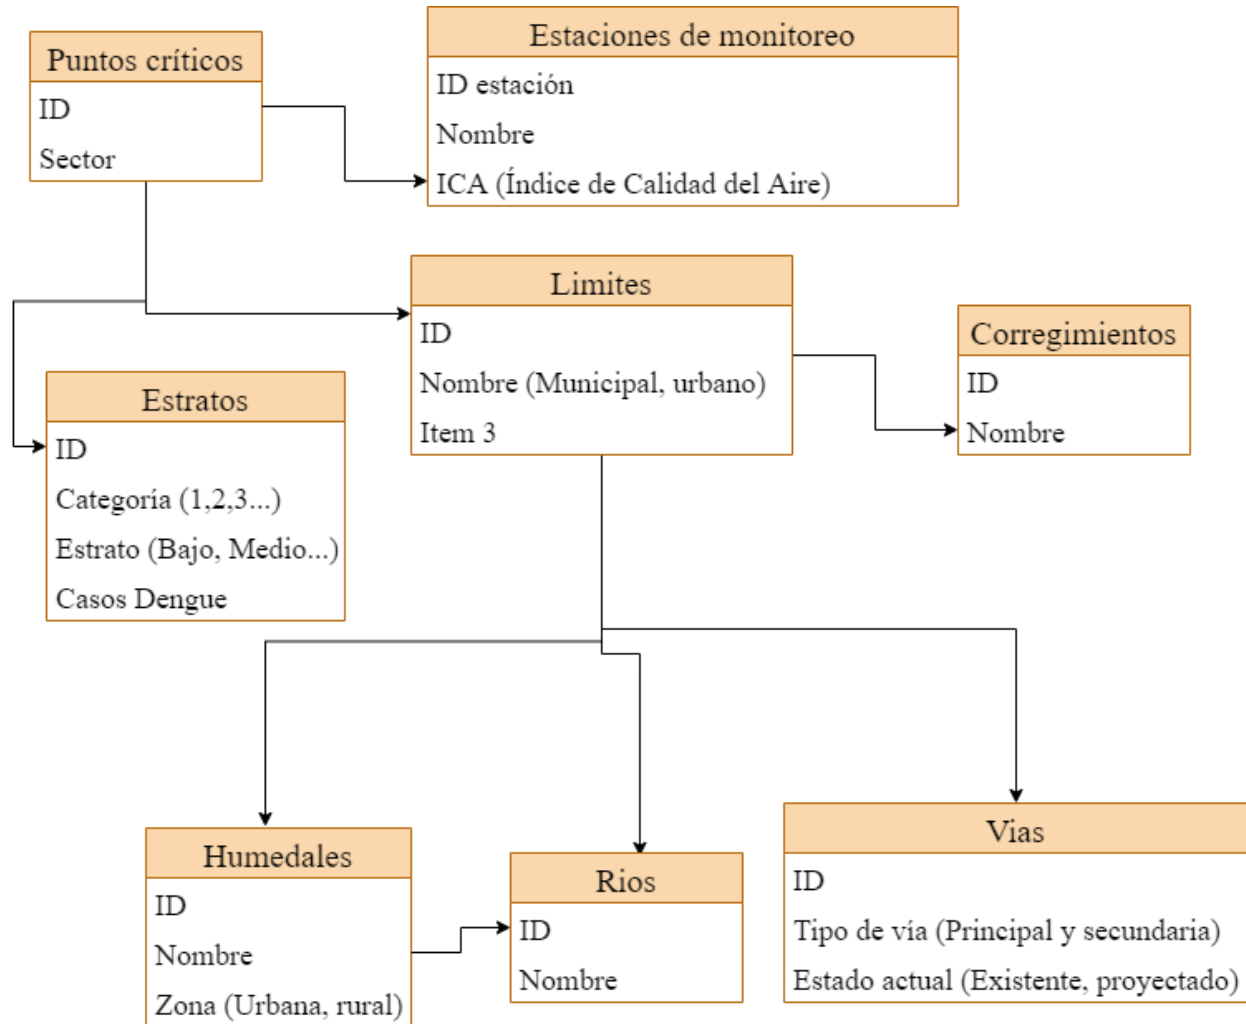 Puntos críticos
ID
Sector
Estaciones de monitoreo
ID estación
Nombre
ICA (Índice de Calidad del Aire)
Limites
ID
Nombre (Municipal, urbano)
Item 3
Corregimientos
ID
Nombre
Estratos
ID
Categoría (1,2,3...)
Estrato (Bajo, Medio...)
Casos Dengue
Humedales
ID
Nombre
Zona (Urbana, rural)
Rios
ID
Nombre
Vias
ID
Tipo de vía (Principal y secundaria)
Estado actual (Existente, proyectado)